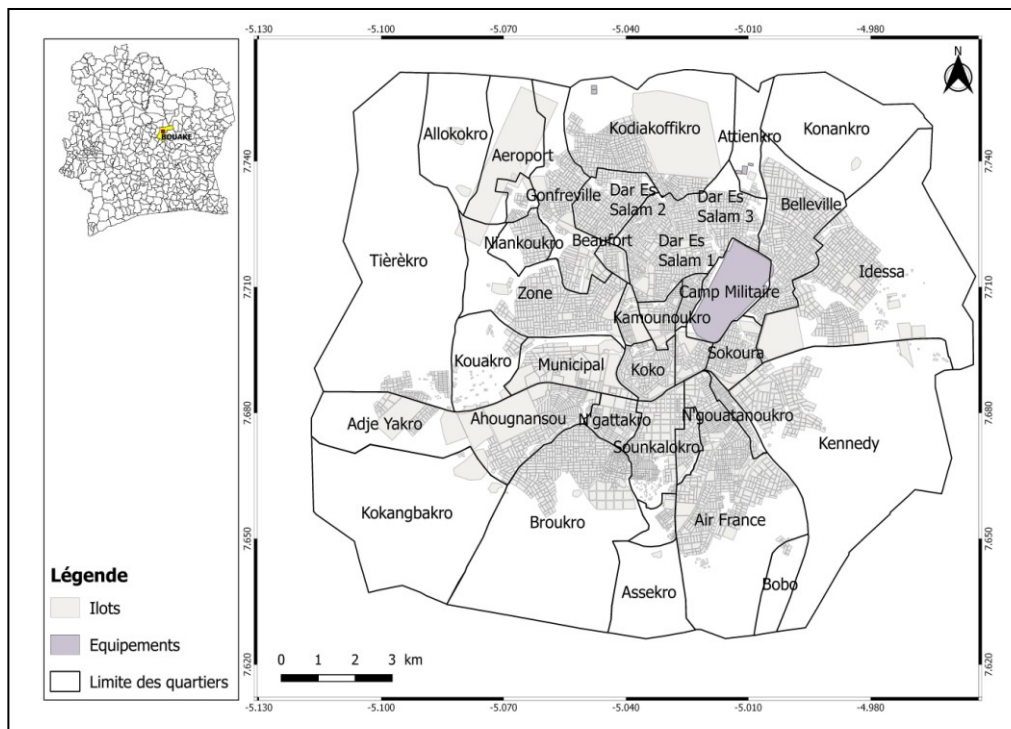 BOUAKE
-5.130
-5.100
-5.070
-5.040
-5.010
-4.980
N
Allokokro
Aeroport
Kodiakoffikro
Attienkro
Konankro
7.740
7.740
Gonfreville
Dar Es
Salam 2
Dar Es
Salam 3
Belleville
Niankoukro
Beaufort
Dar Es
Salam 1
Tièrèkro
Idessa
7.710
7.710
Zone
Camp Militaire
Kamounoukro
Kouakro
Municipal
Koko
Sokoura
7.680
7.680
Adje Yakro
Ahougnansou
N'gattakro
N'gouatanoukro
Sounkalokro
Kennedy
Kokangbakro
Broukro
Air France
7.650
7.650
Assekro
Bobo
7.620
7.620
Légende
Ilots
Equipements
Limite des quartiers
0 1 2 3 km
-5.130
-5.100
-5.070
-5.040
-5.010
-4.980